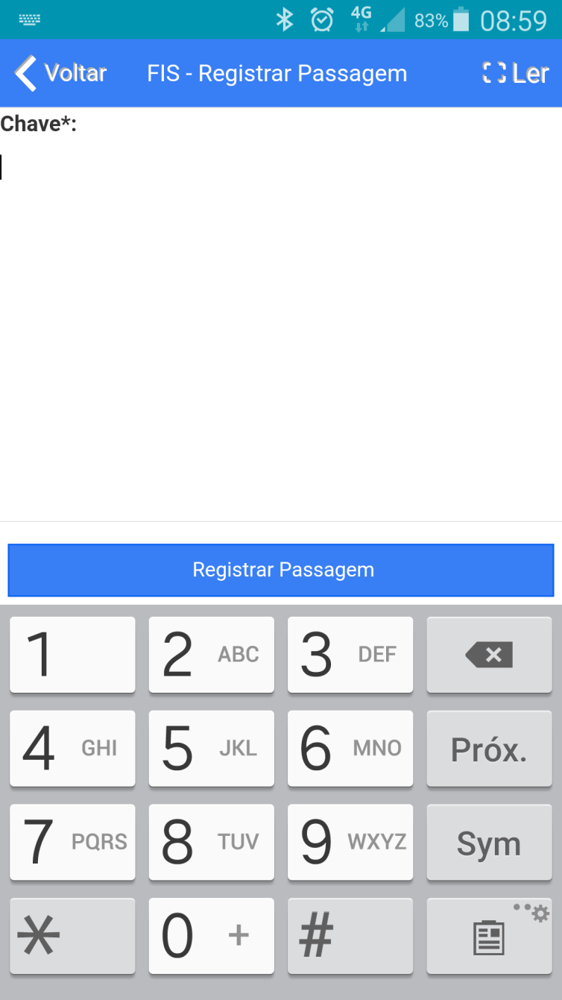 4G 83% 08:59
Voltar FIS - Registrar Passagem Ler
Chave*:
Registrar Passagem
1 2 ABC 3 DEF
4 GHI 5 JKL 6 MNO Próx.
7 PQRS 8 TUV 9 WXYZ Sym
* 0 + #